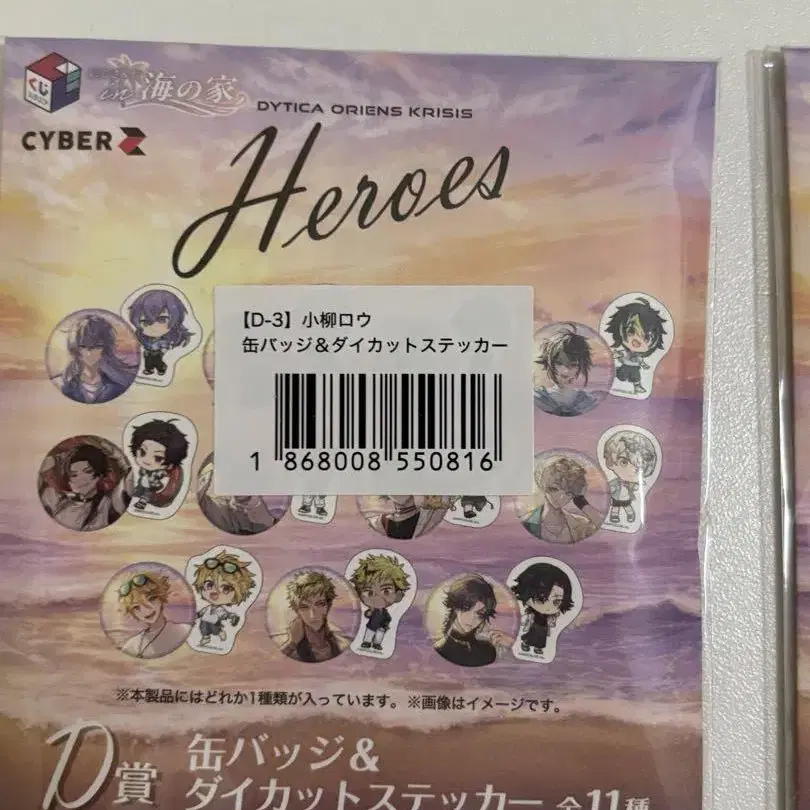 くじ
in 海の家
CYBER Z
DYTICA ORIENS KRISIS
Heroes
【D-3】小柳ロウ
缶バッジ&ダイカットステッカー
1 868008 550816
※本製品にはどれか1種類が入っています。※画像はイメージです。
D賞
缶バッジ&
ダイカットステッカー 全11種